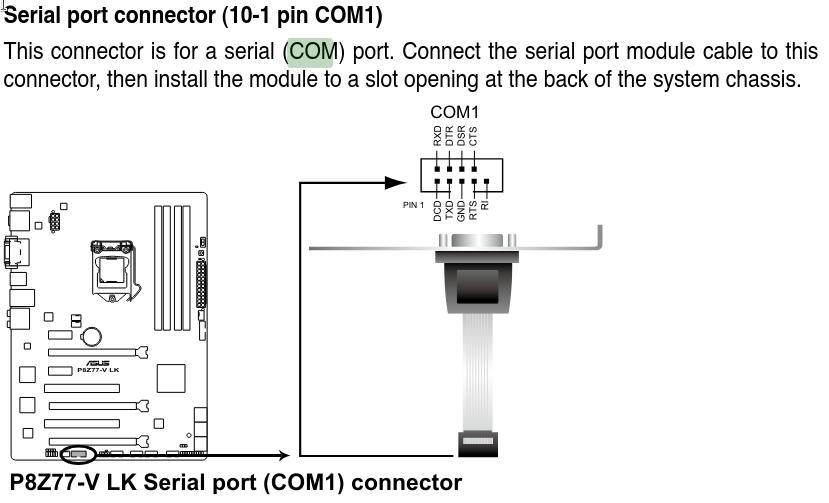 Serial port connector (10-1 pin COM1)
This connector is for a serial (COM) port. Connect the serial port module cable to this
connector, then install the module to a slot opening at the back of the system chassis.
COM1
RXD
DTR
DSR
CTS
PIN 1
DCD
TXD
GND
RTS
RI
ASUS
P8Z77-V LK
P8Z77-V LK Serial port (COM1) connector